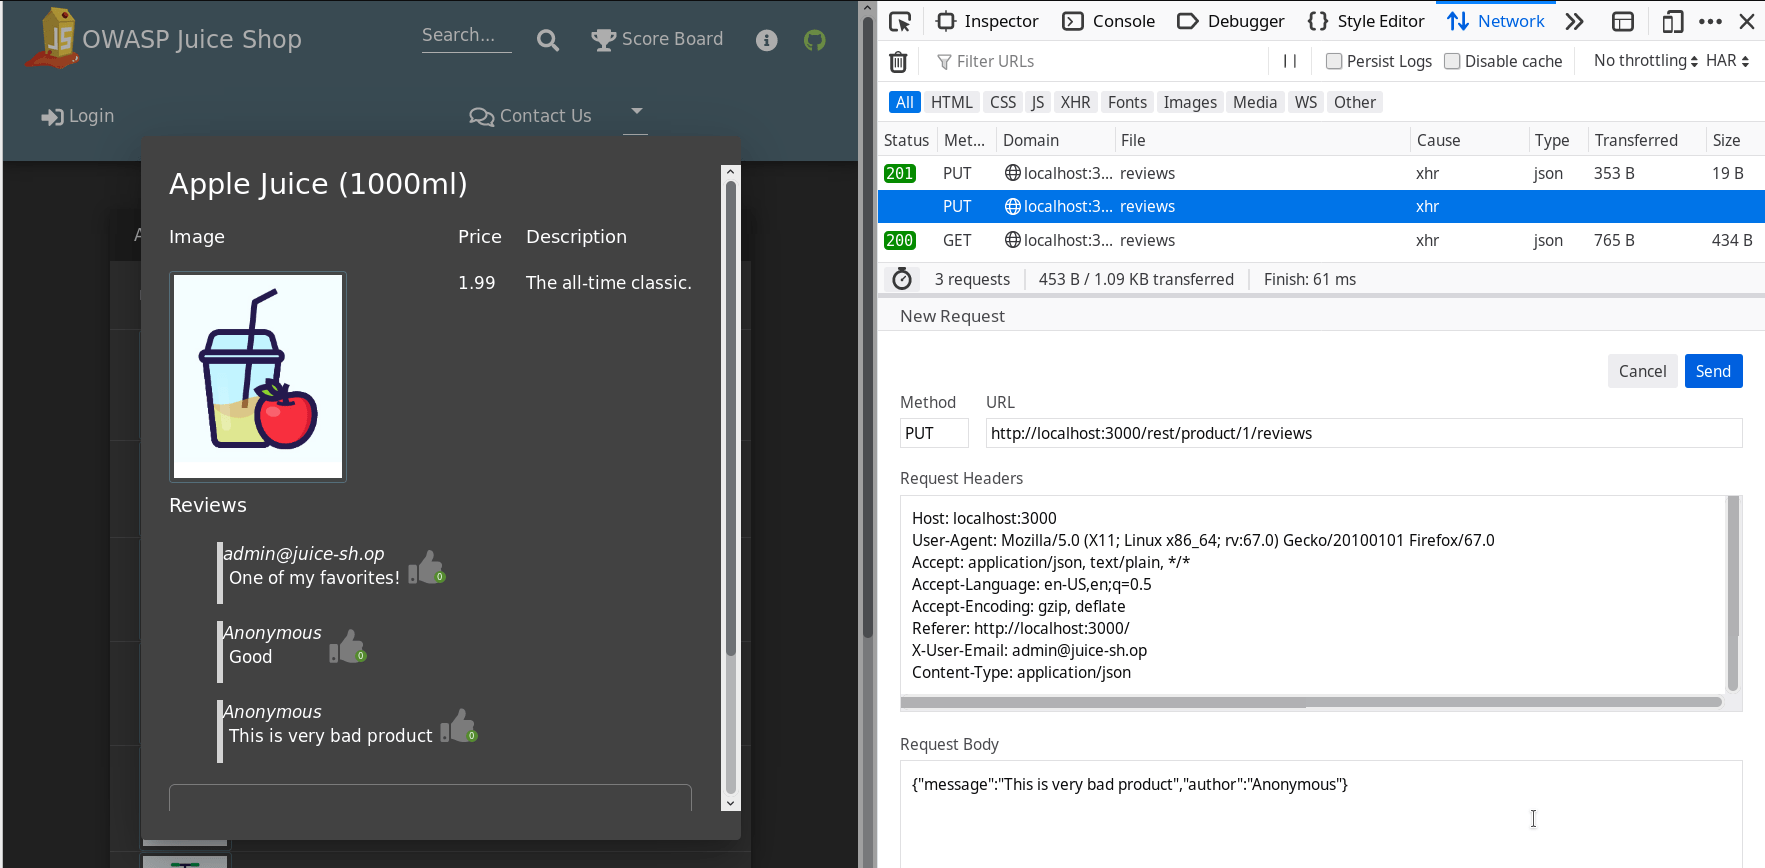 OWASP Juice Shop
Search...
Score Board
Login
Contact Us
Apple Juice (1000ml)
Image Price Description
1.99 The all-time classic.
Reviews
admin@juice-sh.op
One of my favorites! 0
Anonymous
Good 0
Anonymous
This is very bad product 0
Inspector Console Debugger Style Editor Network
Filter URLs Persist Logs Disable cache No throttling HAR
All HTML CSS JS XHR Fonts Images Media WS Other
Status Met... Domain File Cause Type Transferred Size
201 PUT localhost:3... reviews xhr json 353 B 19 B
PUT localhost:3... reviews xhr
200 GET localhost:3... reviews xhr json 765 B 434 B
3 requests 453 B / 1.09 KB transferred Finish: 61 ms
New Request
Cancel Send
Method URL
PUT http://localhost:3000/rest/product/1/reviews
Request Headers
Host: localhost:3000
User-Agent: Mozilla/5.0 (X11; Linux x86_64; rv:67.0) Gecko/20100101 Firefox/67.0
Accept: application/json, text/plain, */*
Accept-Language: en-US,en;q=0.5
Accept-Encoding: gzip, deflate
Referer: http://localhost:3000/
X-User-Email: admin@juice-sh.op
Content-Type: application/json
Request Body
{"message":"This is very bad product","author":"Anonymous"}